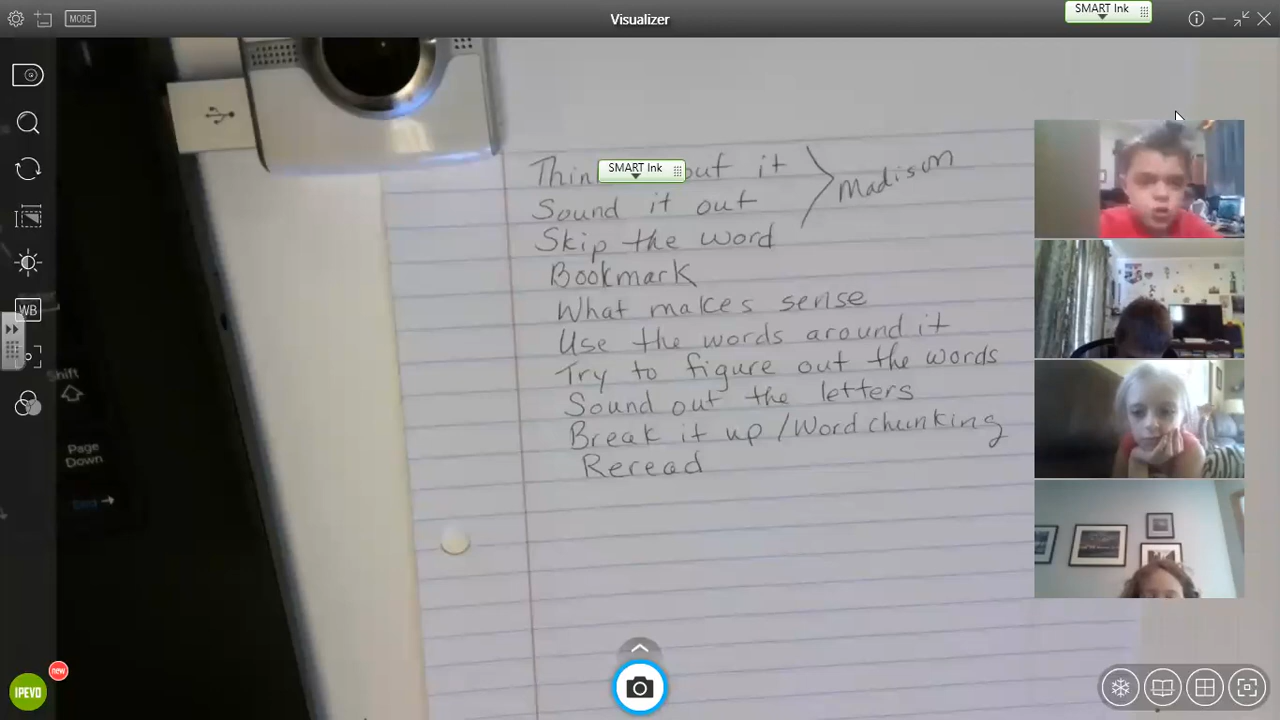 Visualizer
SMART Ink
MODE
SMART Ink
Thin out it
Sound it out
Madison
Skip the word
Bookmark
What makes sense
Use the words around it
Try to figure out the words
Sound out the letters
Break it up / Word chunking
Reread
WB
Shift
Page
Down
new
IPEVO